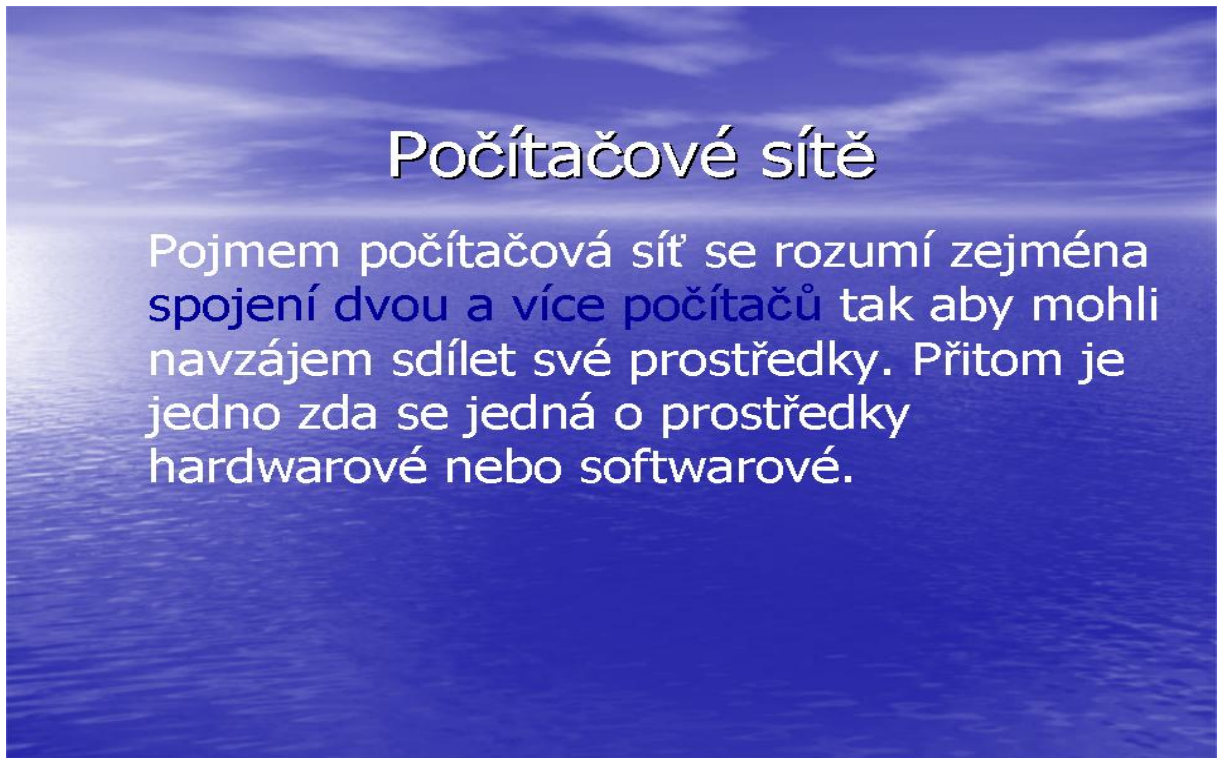 Počítačové sítě
Pojmem počítačová síť se rozumí zejména
spojení dvou a více počítačů tak aby mohli
navzájem sdílet své prostředky. Přitom je
jedno zda se jedná o prostředky
hardwarové nebo softwarové.